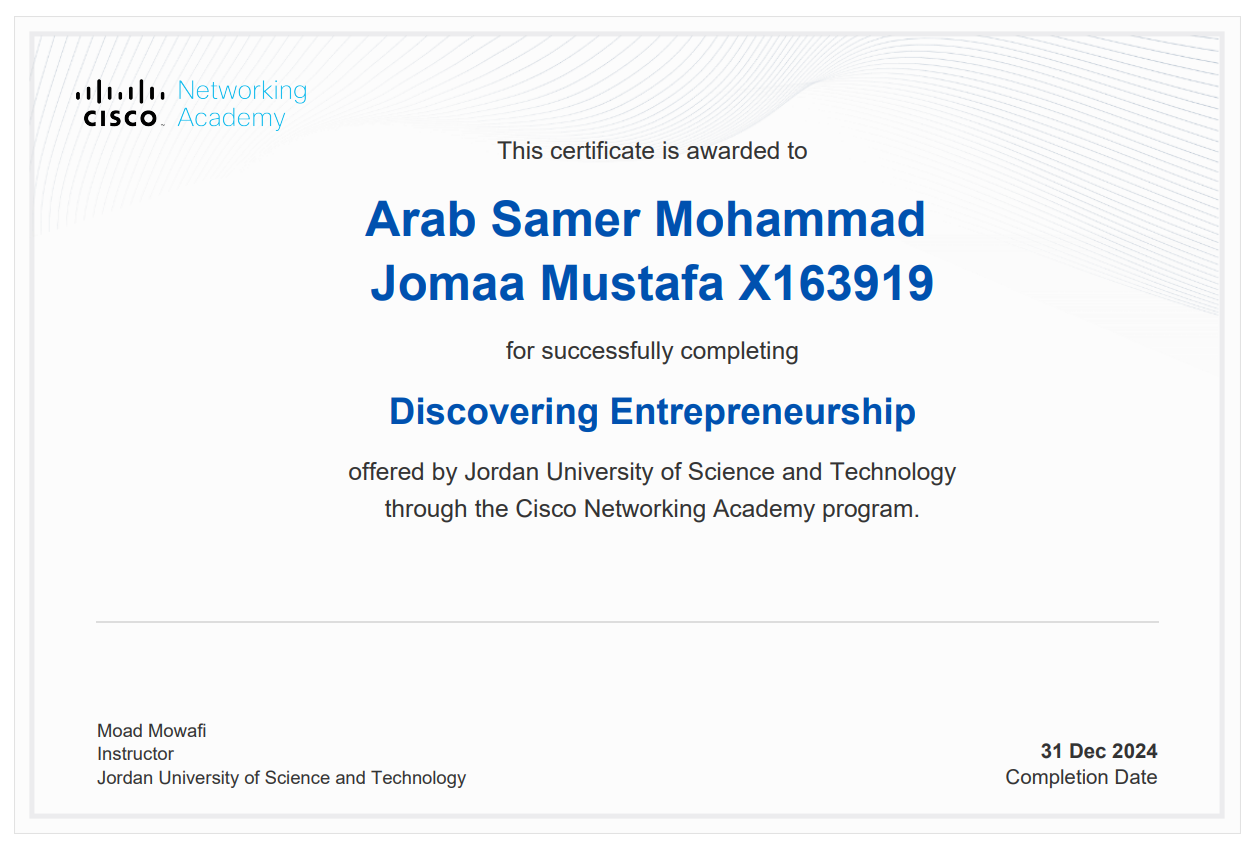 Networking
CISCO Academy
This certificate is awarded to
Arab Samer Mohammad
Jomaa Mustafa X163919
for successfully completing
Discovering Entrepreneurship
offered by Jordan University of Science and Technology
through the Cisco Networking Academy program.
Moad Mowafi
Instructor
Jordan University of Science and Technology
31 Dec 2024
Completion Date